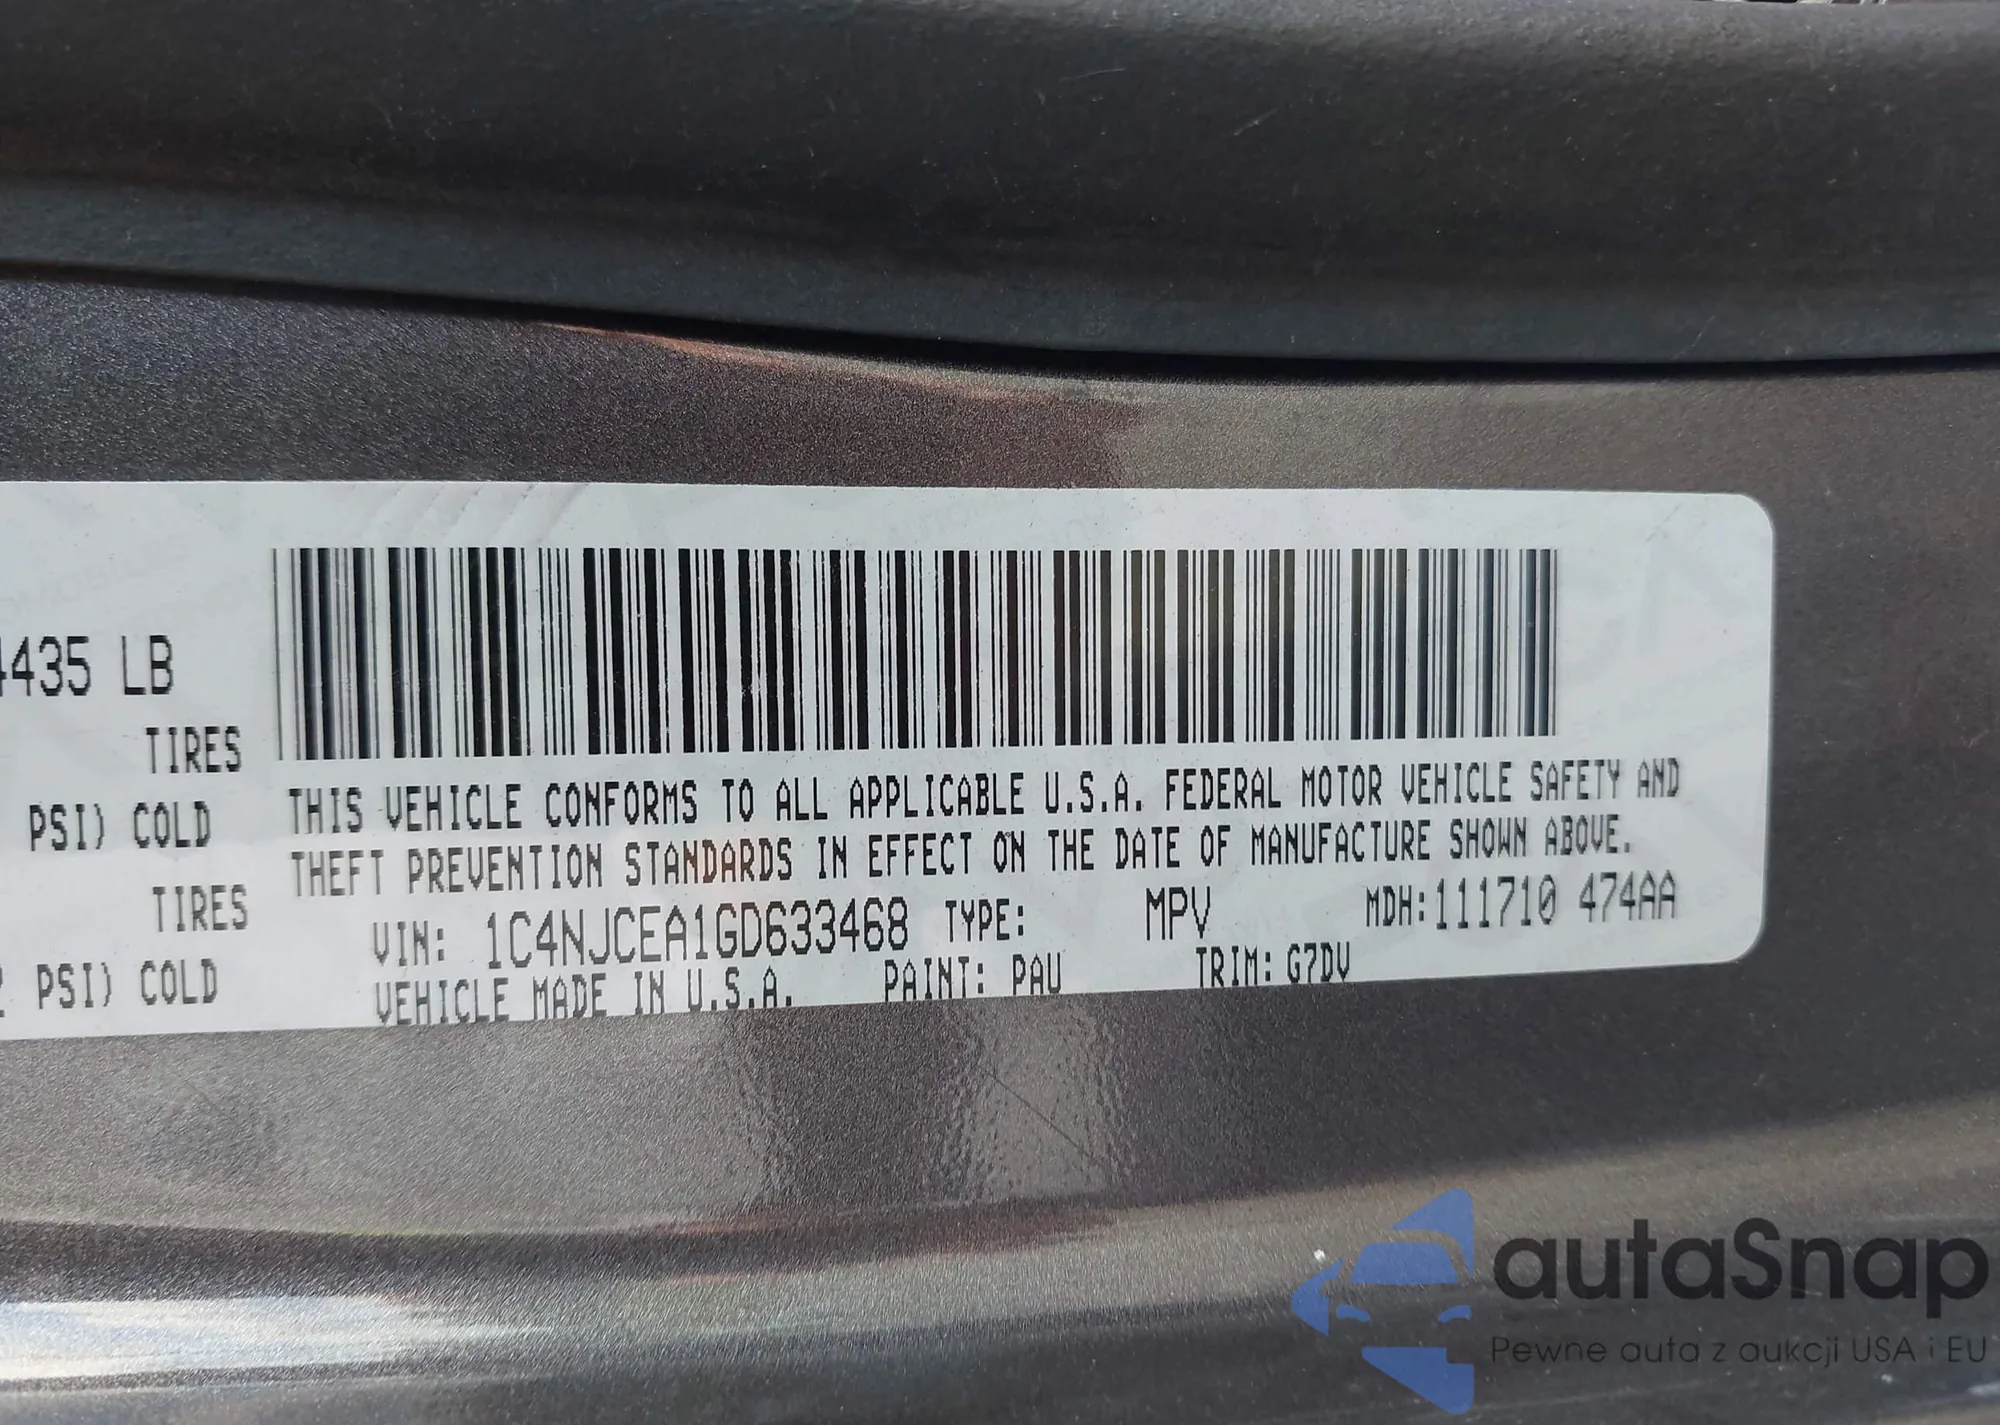 4435 LB
TIRES
PSI) COLD
TIRES
PSI) COLD
THIS VEHICLE CONFORMS TO ALL APPLICABLE U.S.A. FEDERAL MOTOR VEHICLE SAFETY AND
THEFT PREVENTION STANDARDS IN EFFECT ON THE DATE OF MANUFACTURE SHOWN ABOVE.
VIN: 1C4NJCEA1GD633468 TYPE: MPV MDH:111710 474AA
VEHICLE MADE IN U.S.A. PAINT: PAU TRIM: G7DV
autaSnap
Pewne auta z aukcji USA i EU